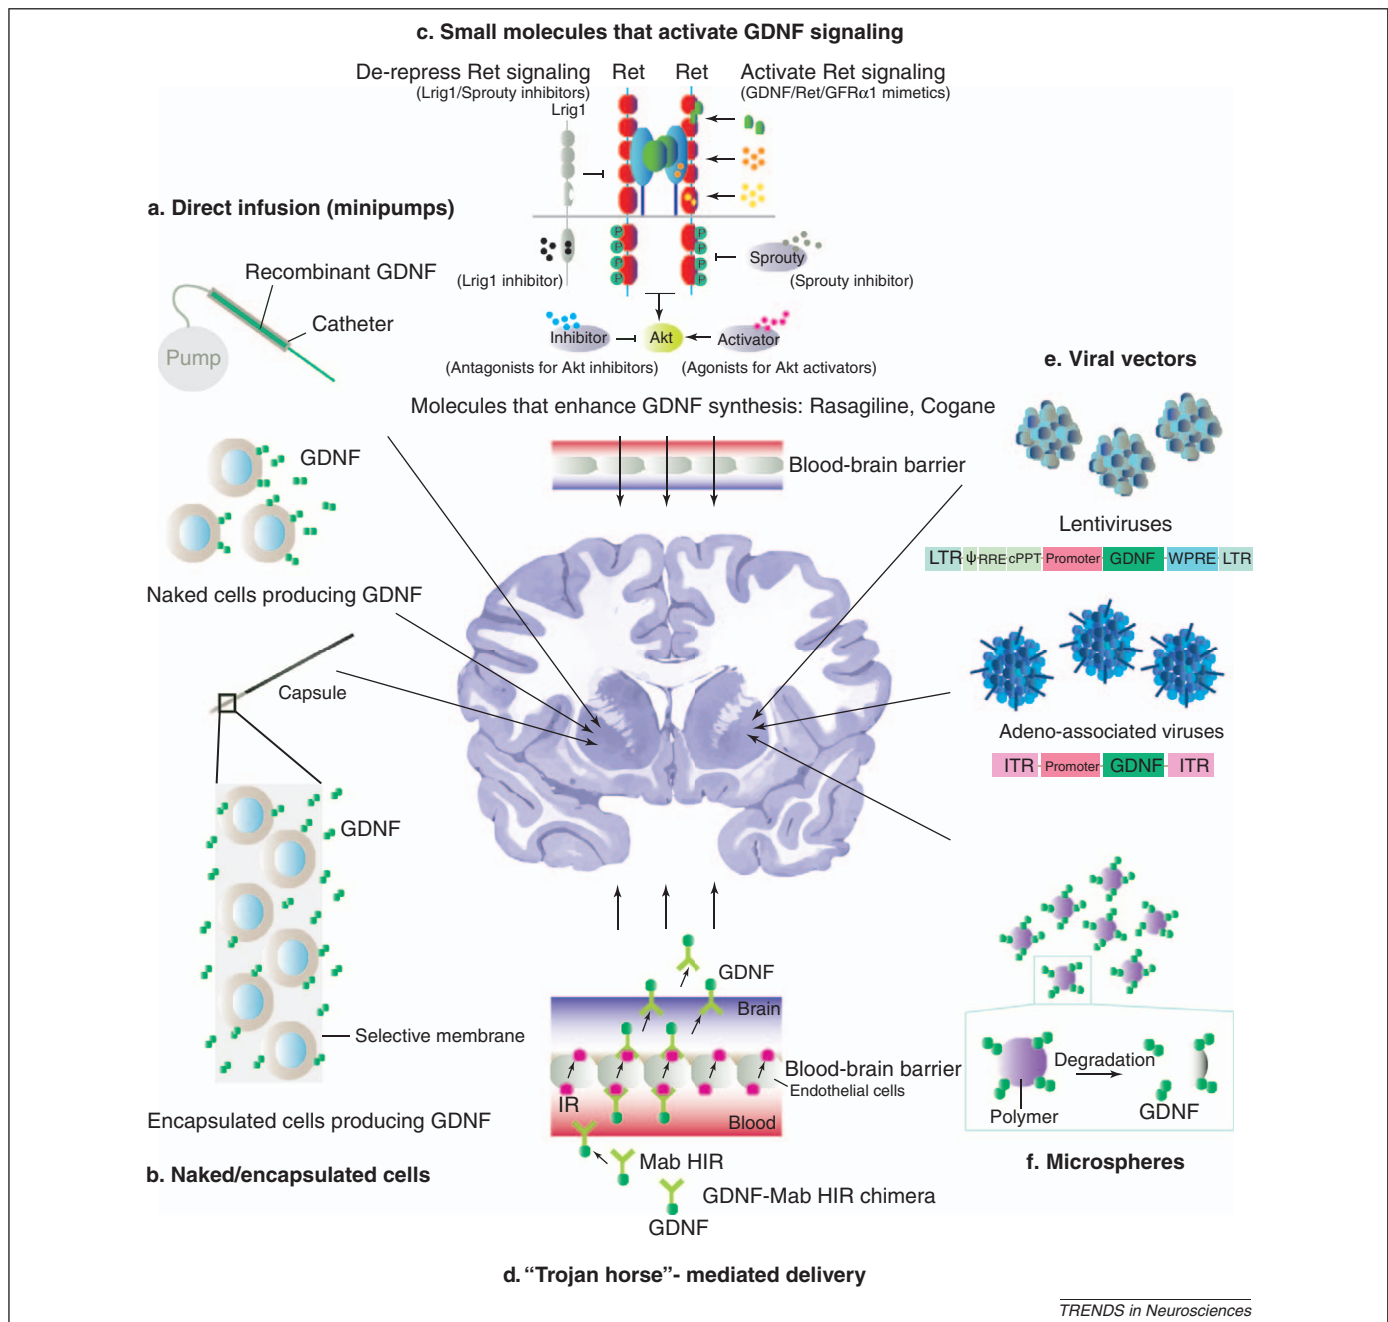 c. Small molecules that activate GDNF signaling
De-repress Ret signaling
(Lrig1/Sprouty inhibitors)
Lrig1
Ret
Ret
Activate Ret signaling
(GDNF/Ret/GFRα1 mimetics)
P
P
P
P
P
P
P
P
(Lrig1 inhibitor)
Sprouty
(Sprouty inhibitor)
Inhibitor
Akt
Activator
(Antagonists for Akt inhibitors)
(Agonists for Akt activators)
Molecules that enhance GDNF synthesis: Rasagiline, Cogane
Blood-brain barrier
a. Direct infusion (minipumps)
Recombinant GDNF
Catheter
Pump
GDNF
Naked cells producing GDNF
Capsule
GDNF
Selective membrane
Encapsulated cells producing GDNF
b. Naked/encapsulated cells
e. Viral vectors
Lentiviruses
LTR ψ RRE cPPT Promoter GDNF WPRE LTR
Adeno-associated viruses
ITR Promoter GDNF ITR
GDNF
Brain
Blood-brain barrier
Endothelial cells
IR
Blood
Mab HIR
GDNF-Mab HIR chimera
GDNF
d. “Trojan horse”- mediated delivery
Degradation
Polymer
GDNF
f. Microspheres
TRENDS in Neurosciences